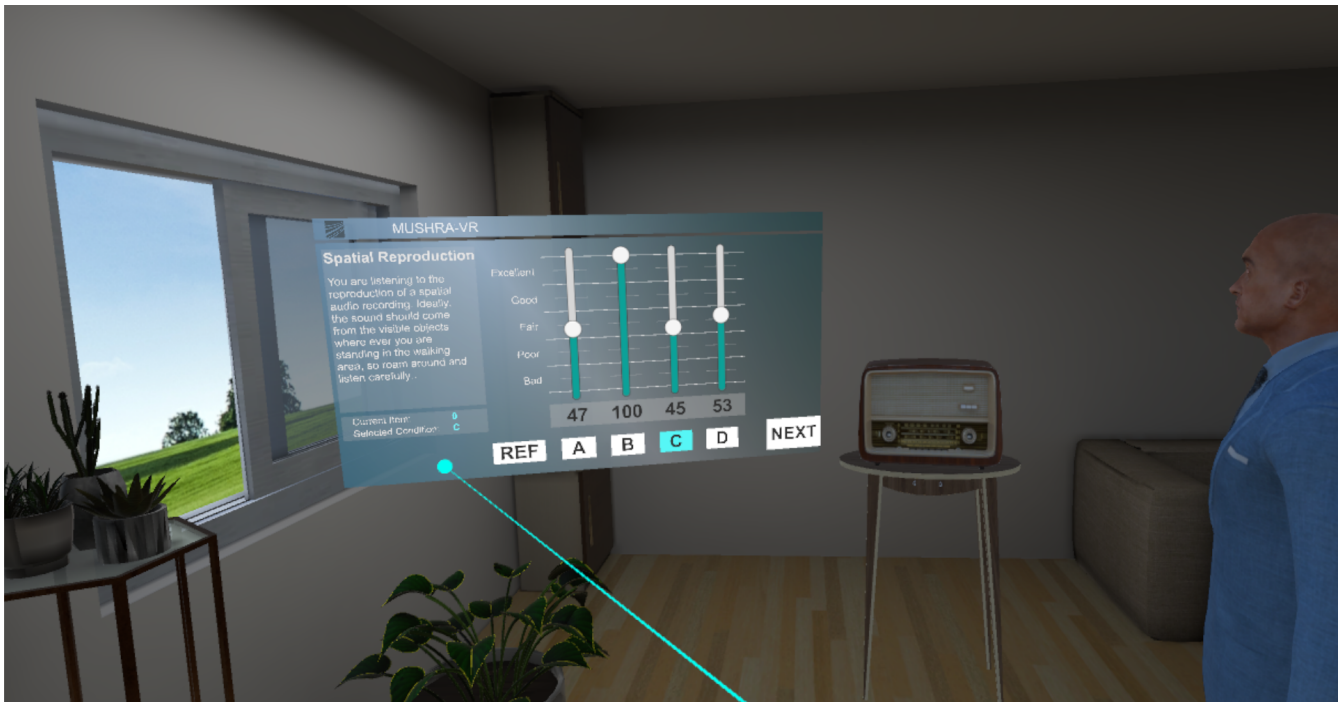 MUSHRA-VR
Spatial Reproduction
You are listening to the
reproduction of a spatial
audio recording. Ideally,
the sound should come
from the visible objects
where ever you are
standing in the walking
area, so roam around and
listen carefully.
Excellent
Good
Fair
Poor
Bad
47 100 45 53
Current Item:
Selected Condition: C
REF A B C D NEXT